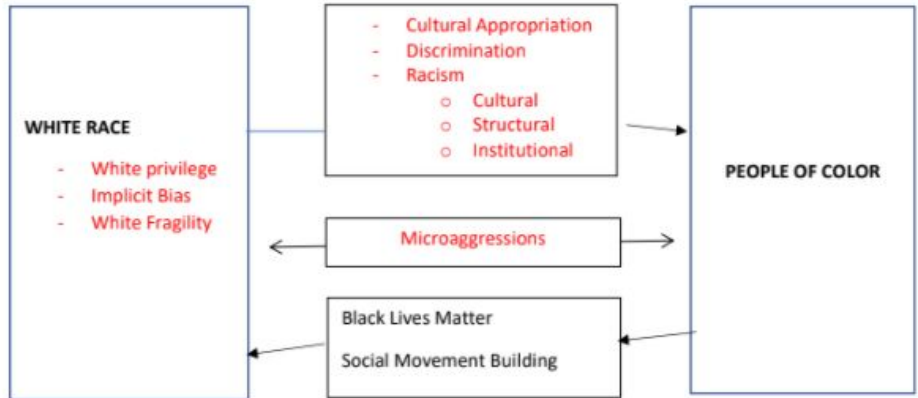 WHITE RACE
- White privilege
- Implicit Bias
- White Fragility
- Cultural Appropriation
- Discrimination
- Racism
o Cultural
o Structural
o Institutional
Microaggressions
Black Lives Matter
Social Movement Building
PEOPLE OF COLOR